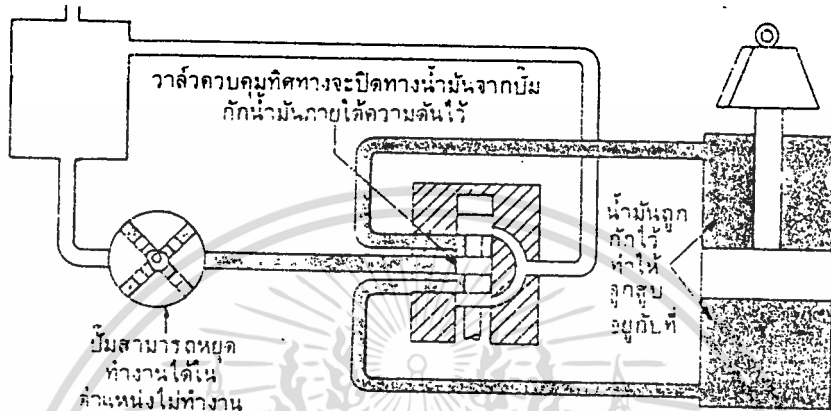 วาล์วควบคุมทิศทางจะปิดทางน้ำมันจากปั๊ม
กักน้ำมันภายใต้ความดันไว้
น้ำมันถูก
กักไว้
ทำให้
ลูกสูบ
อยู่กับที่
ปั๊มสามารถหยุด
ทำงานได้ใน
ตำแหน่งไม่ทำงาน